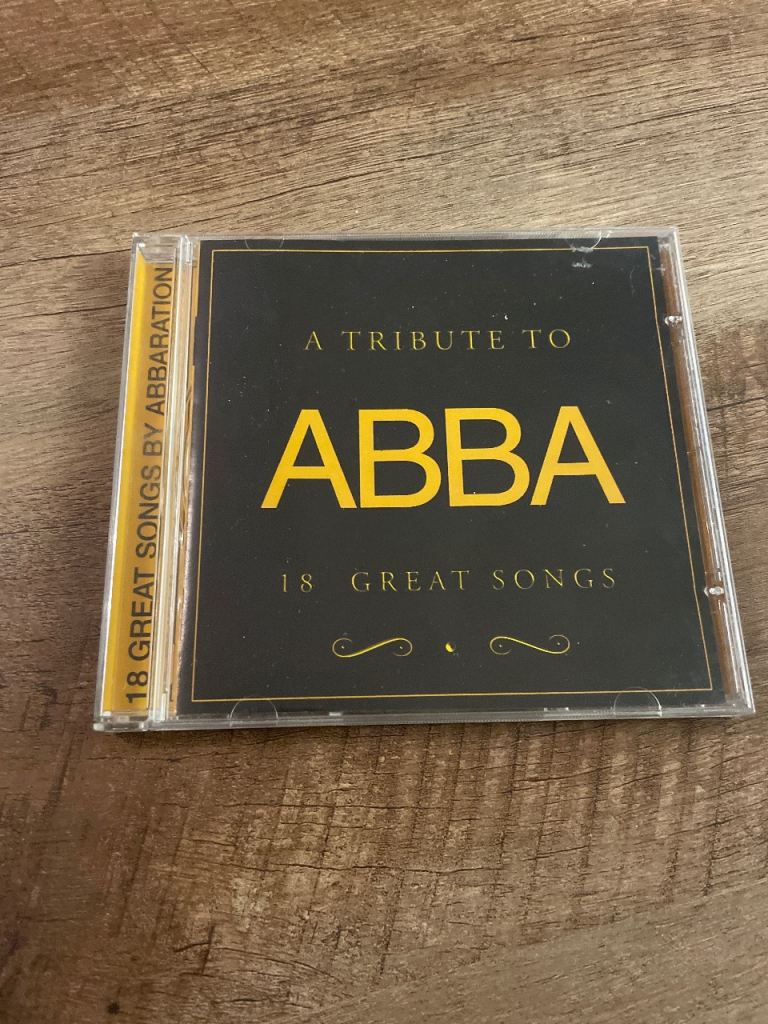 18 GREAT SONGS BY ABBARATION
A TRIBUTE TO
ABBA
18 GREAT SONGS